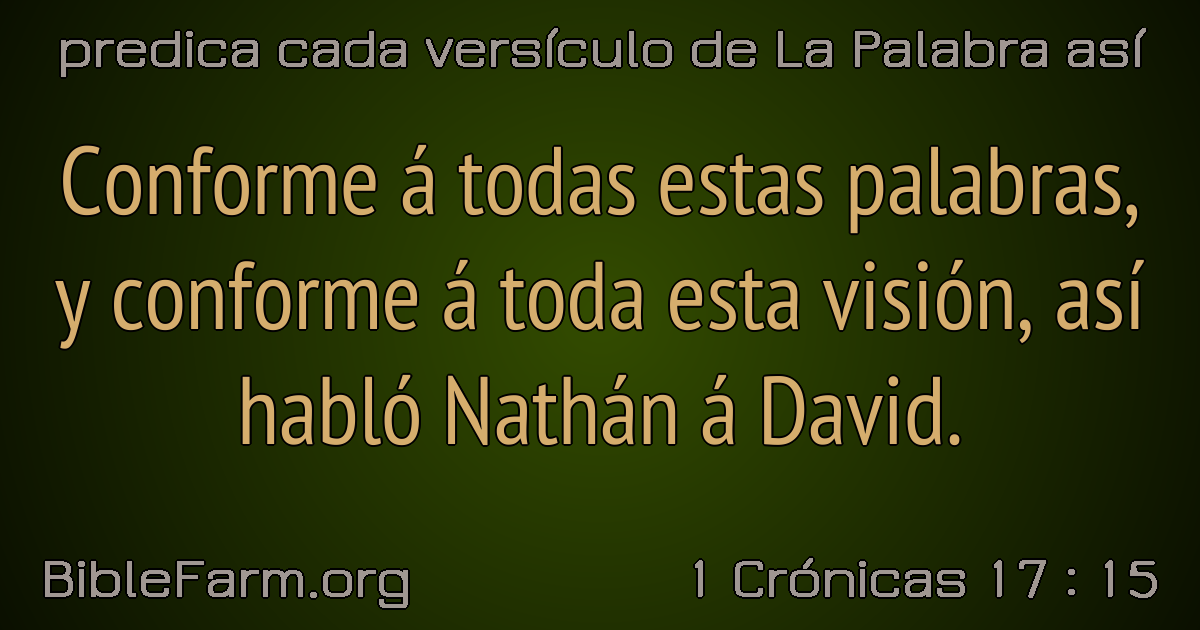 predica cada versículo de La Palabra así
Conforme á todas estas palabras,
y conforme á toda esta visión, así
habló Nathán á David.
BibleFarm.org
1 Crónicas 17 : 15